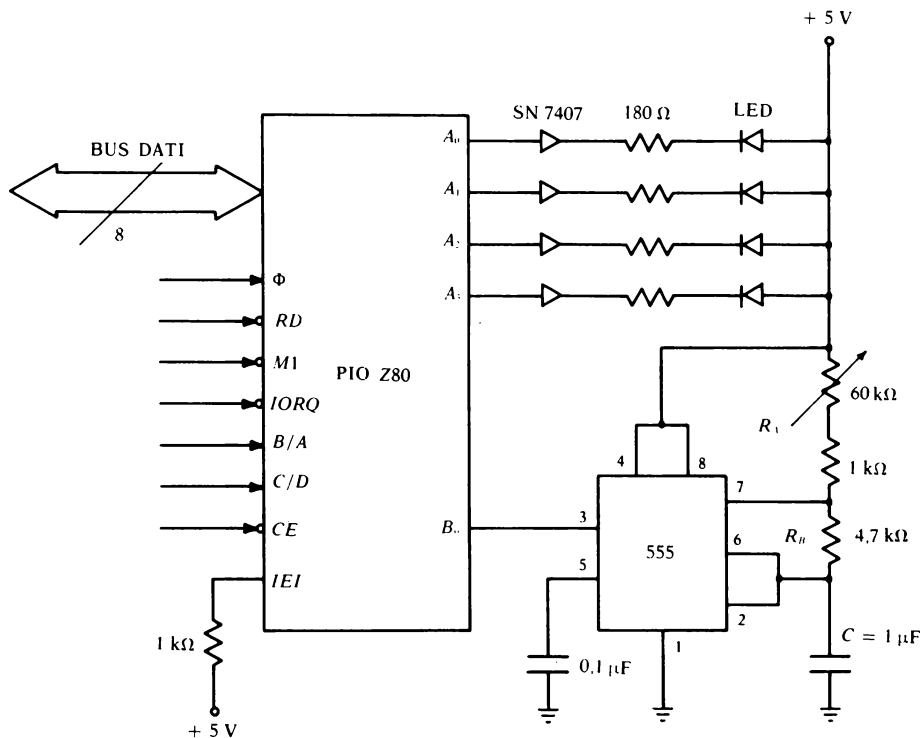 + 5 V
SN 7407
180 Ω
LED
BUS DATI
8
A₀
A₁
A₂
A₃
Φ
RD
M1
IORQ
B/A
C/D
CE
IEI
PIO Z80
1 kΩ
+ 5 V
60 kΩ
1 kΩ
4 8
7
3
B₀
6
R_B
4,7 kΩ
555
5
2
1
0,1 μF
C = 1 μF